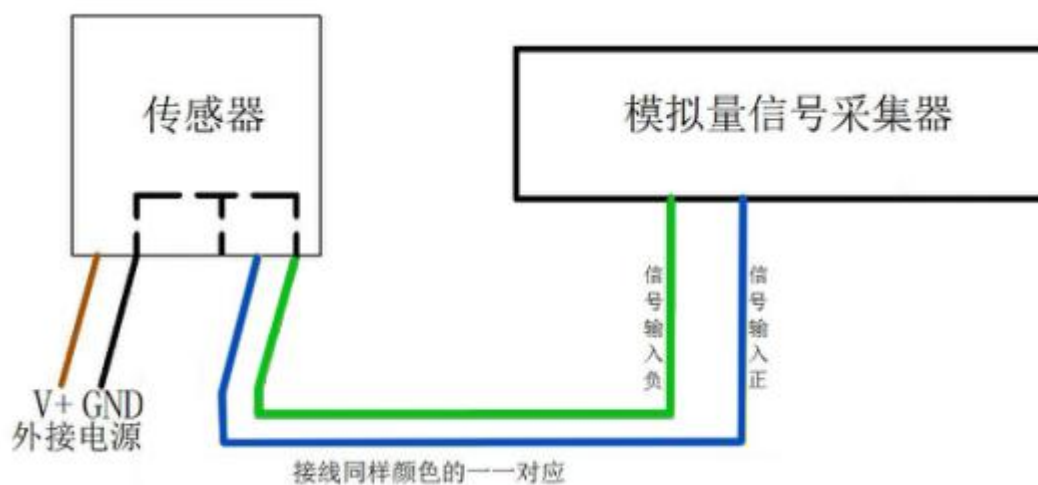 传感器
模拟量信号采集器
信号输入负
信号输入正
V+ GND
外接电源
接线同样颜色的一一对应